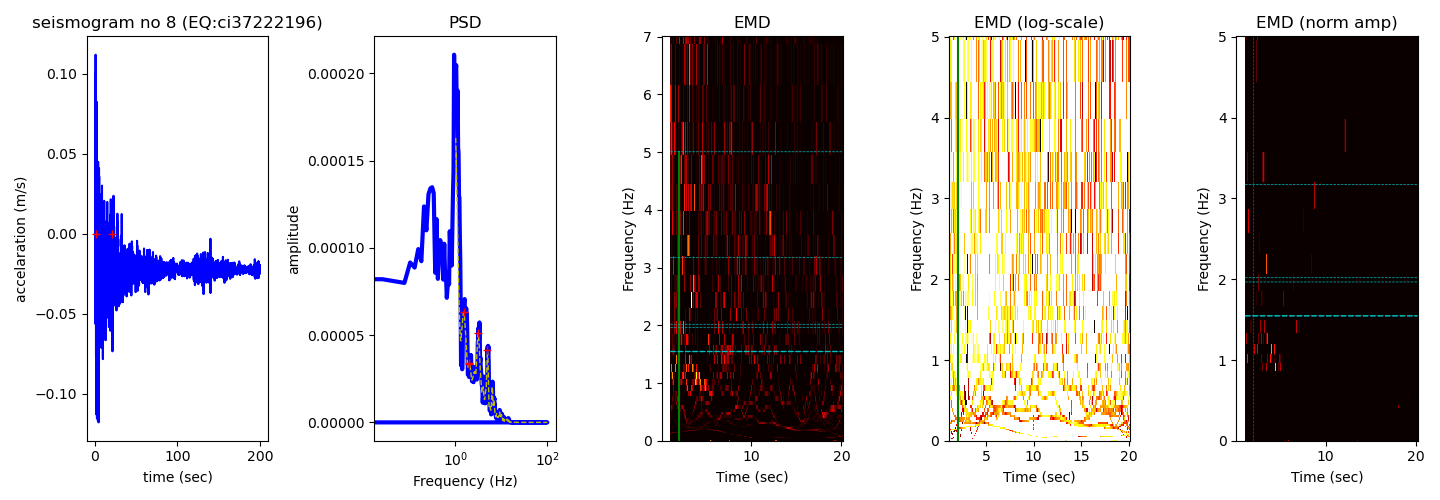 seismogram no 8 (EQ:ci37222196)
PSD
EMD
EMD (log-scale)
EMD (norm amp)
accelaration (m/s)
0.10
0.05
0.00
−0.05
−0.10
0
100
200
time (sec)
amplitude
0.00020
0.00015
0.00010
0.00005
0.00000
10⁰
10²
Frequency (Hz)
Frequency (Hz)
7
6
5
4
3
2
1
0
10
20
Time (sec)
Frequency (Hz)
5
4
3
2
1
0
5
10
15
20
Time (sec)
Frequency (Hz)
5
4
3
2
1
0
10
20
Time (sec)